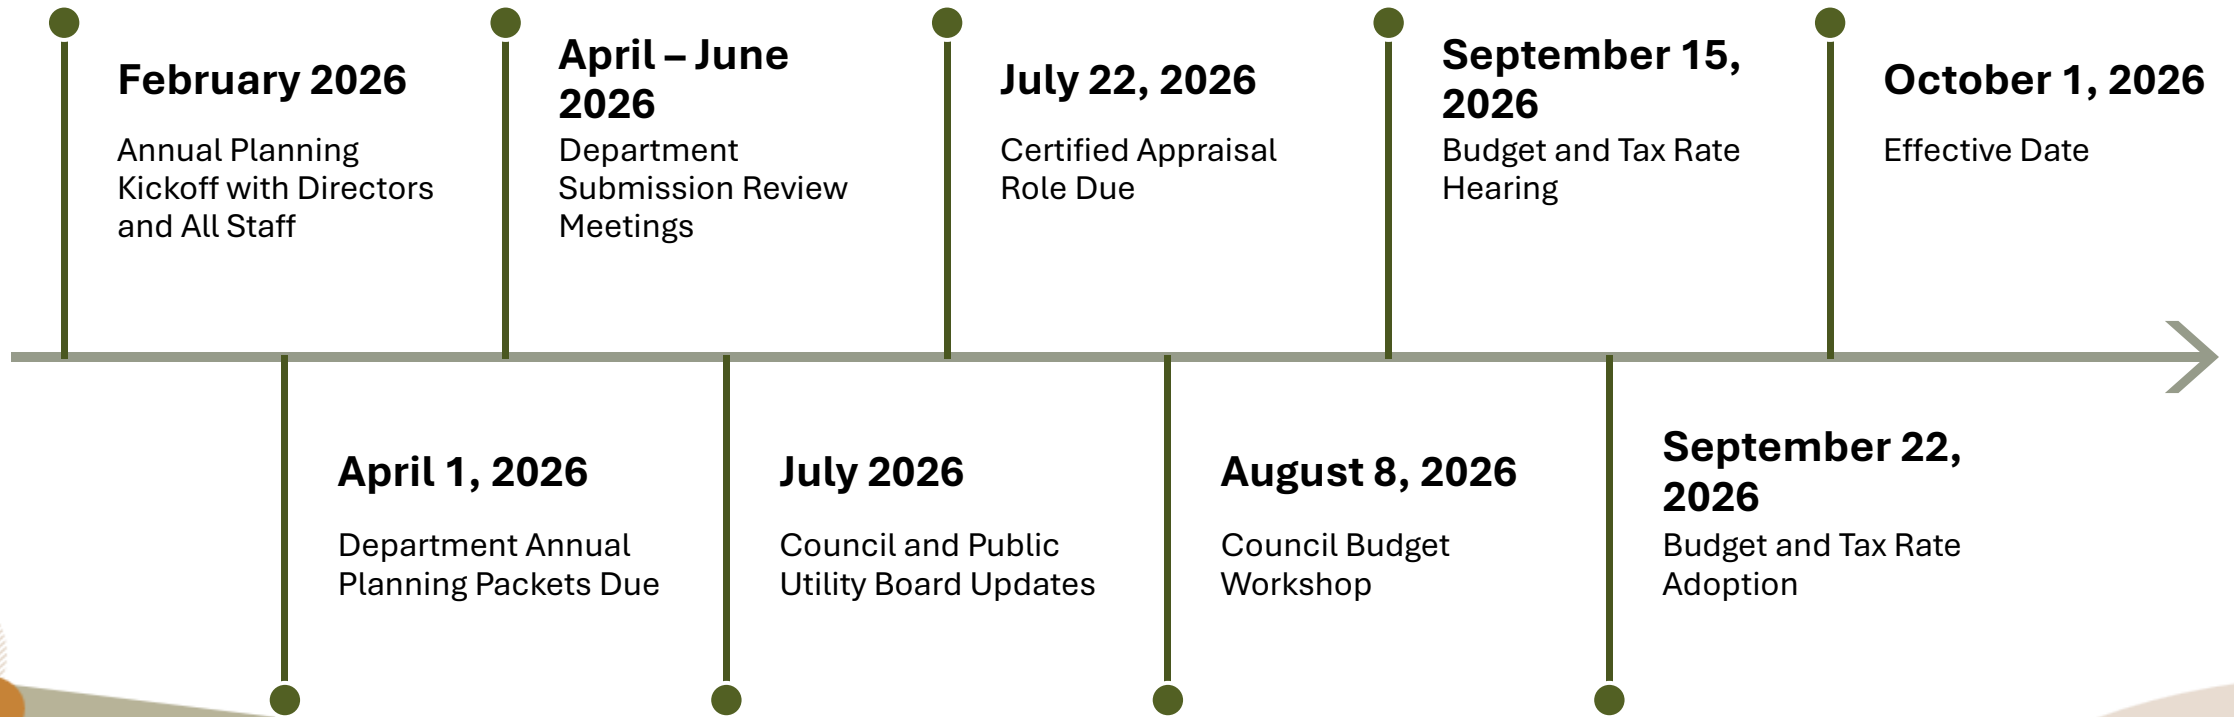 February 2026
Annual Planning
Kickoff with Directors
and All Staff
April 1, 2026
Department Annual
Planning Packets Due
April – June
2026
Department
Submission Review
Meetings
July 2026
Council and Public
Utility Board Updates
July 22, 2026
Certified Appraisal
Role Due
August 8, 2026
Council Budget
Workshop
September 15,
2026
Budget and Tax Rate
Hearing
September 22,
2026
Budget and Tax Rate
Adoption
October 1, 2026
Effective Date